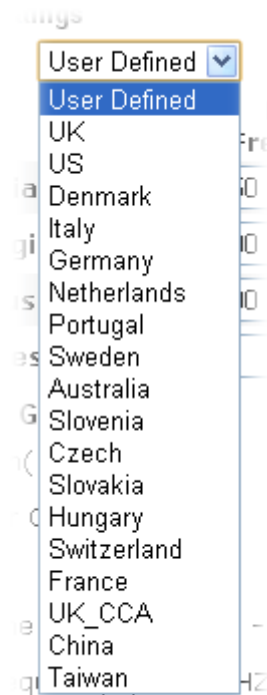 User Defined
User Defined
UK
US
Denmark
Italy
Germany
Netherlands
Portugal
Sweden
Australia
Slovenia
Czech
Slovakia
Hungary
Switzerland
France
UK_CCA
China
Taiwan